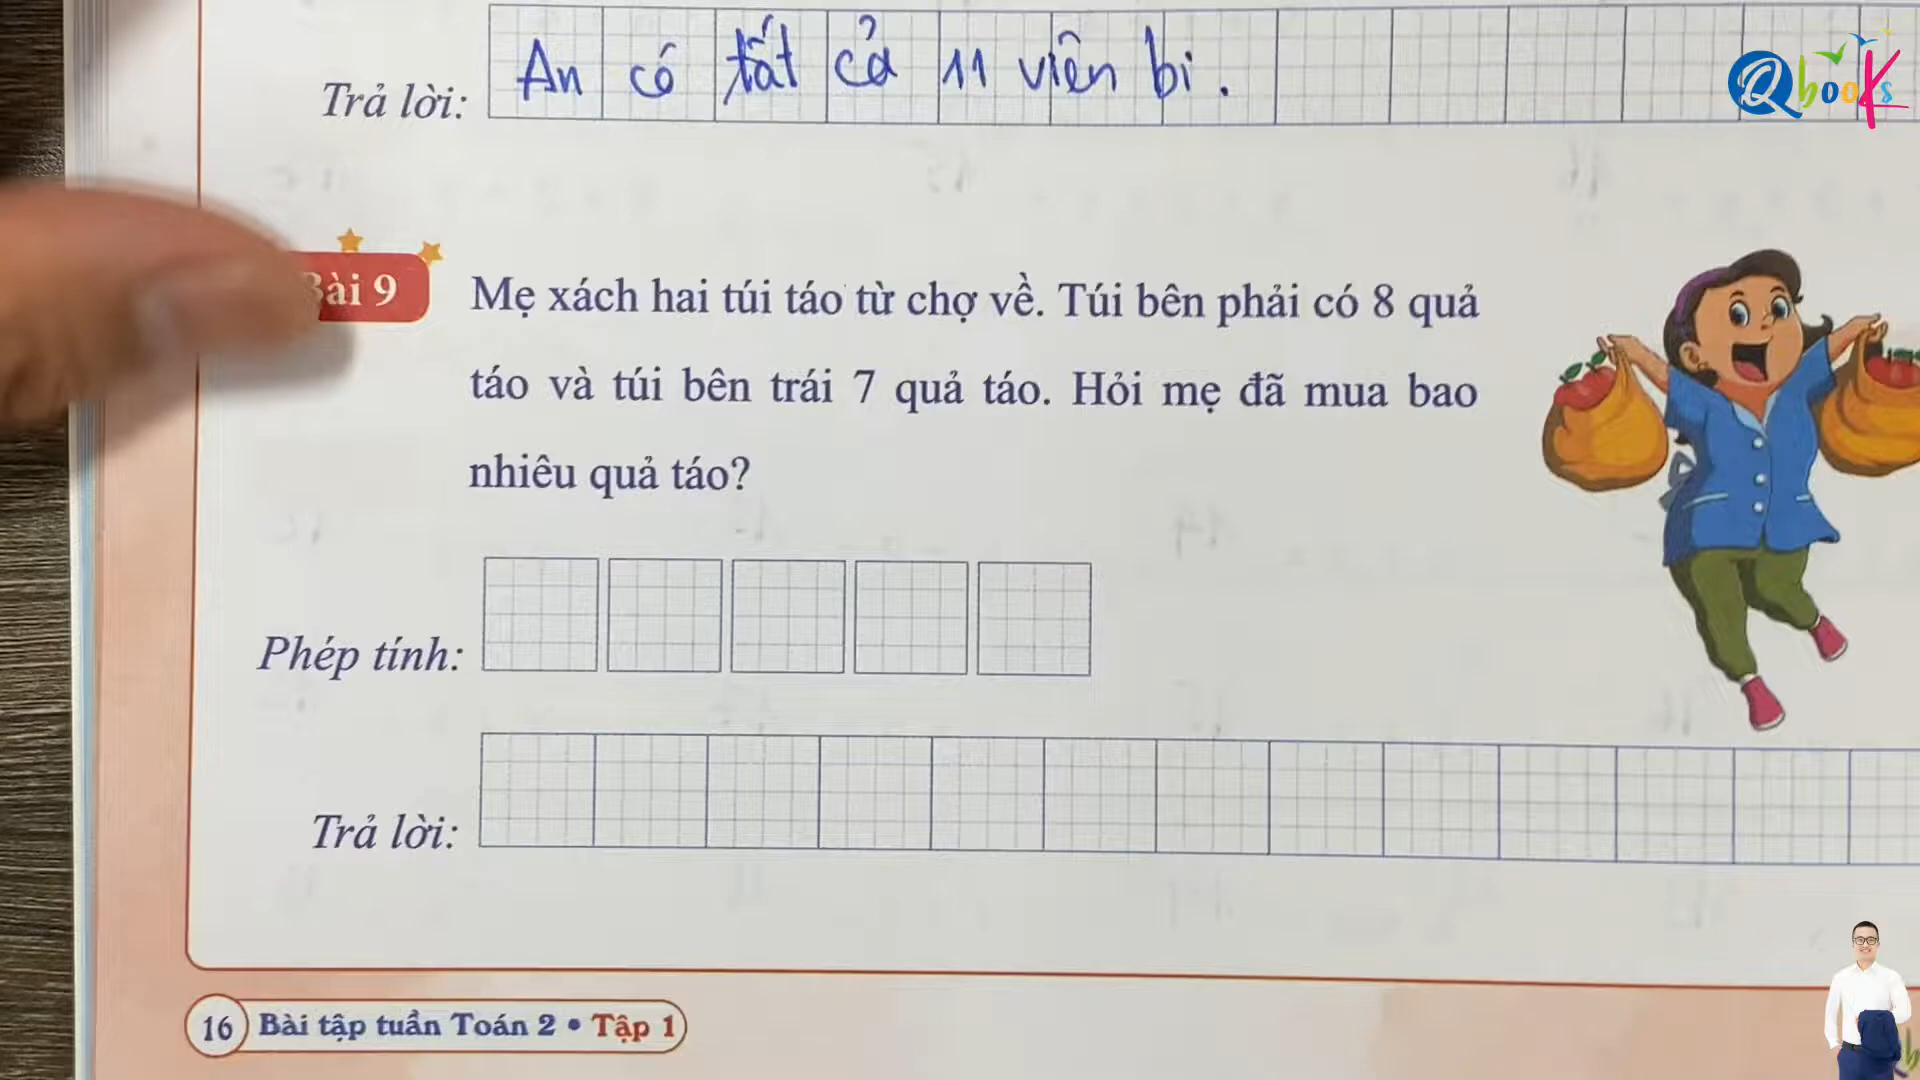 Trả lời: An có tất cả 11 viên bi.
Qbooks
Bài 9
Mẹ xách hai túi táo từ chợ về. Túi bên phải có 8 quả
táo và túi bên trái 7 quả táo. Hỏi mẹ đã mua bao
nhiêu quả táo?
Phép tính:
Trả lời:
16 Bài tập tuần Toán 2 • Tập 1